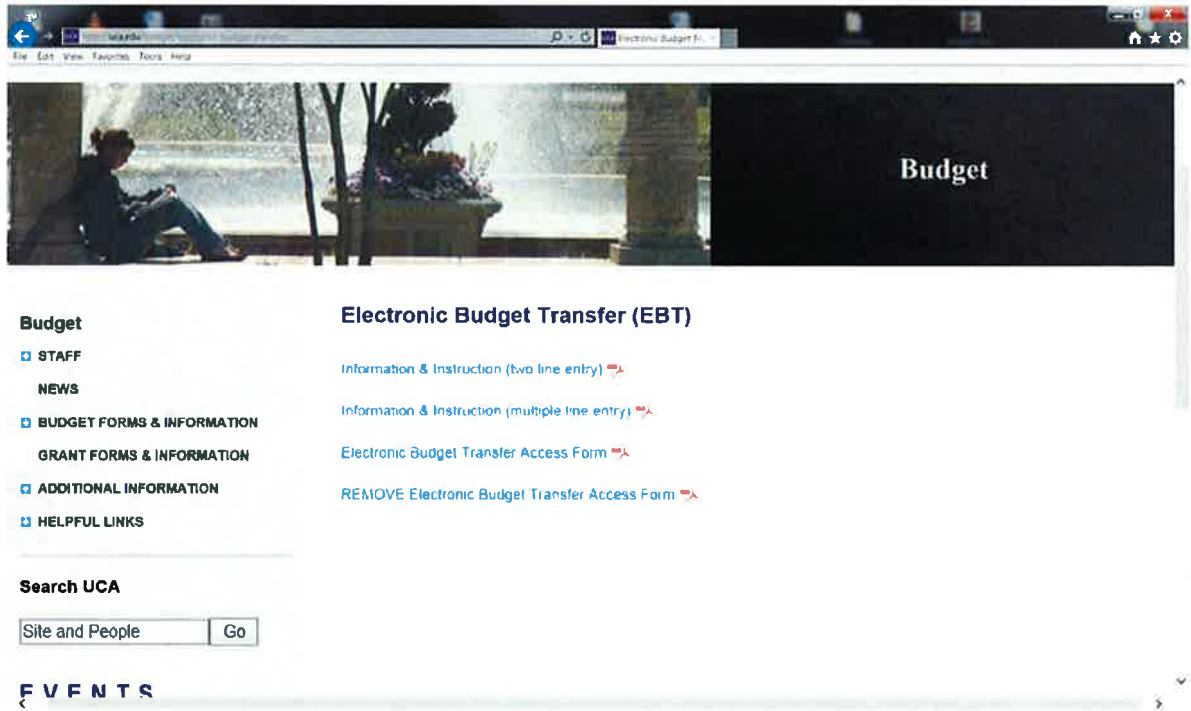 File Edit View Favorites Tools Help
Budget
Budget
STAFF
NEWS
BUDGET FORMS & INFORMATION
GRANT FORMS & INFORMATION
ADDITIONAL INFORMATION
HELPFUL LINKS
Search UCA
Site and People Go
EVENTS
Electronic Budget Transfer (EBT)
Information & Instruction (two line entry)
Information & Instruction (multiple line entry)
Electronic Budget Transfer Access Form
REMOVE Electronic Budget Transfer Access Form